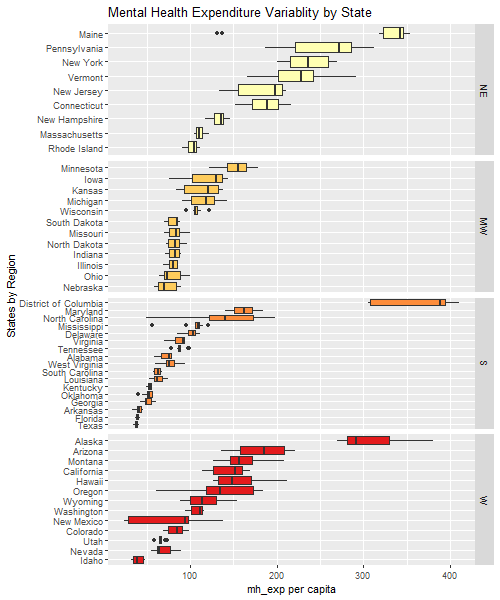 Mental Health Expenditure Variablity by State
States by Region
Maine
Pennsylvania
New York
Vermont
New Jersey
Connecticut
New Hampshire
Massachusetts
Rhode Island
NE
Minnesota
Iowa
Kansas
Michigan
Wisconsin
South Dakota
Missouri
North Dakota
Indiana
Illinois
Ohio
Nebraska
MW
District of Columbia
Maryland
North Carolina
Mississippi
Delaware
Virginia
Tennessee
Alabama
West Virginia
South Carolina
Louisiana
Kentucky
Oklahoma
Georgia
Arkansas
Florida
Texas
S
Alaska
Arizona
Montana
California
Hawaii
Oregon
Wyoming
Washington
New Mexico
Colorado
Utah
Nevada
Idaho
W
100 200 300 400
mh_exp per capita